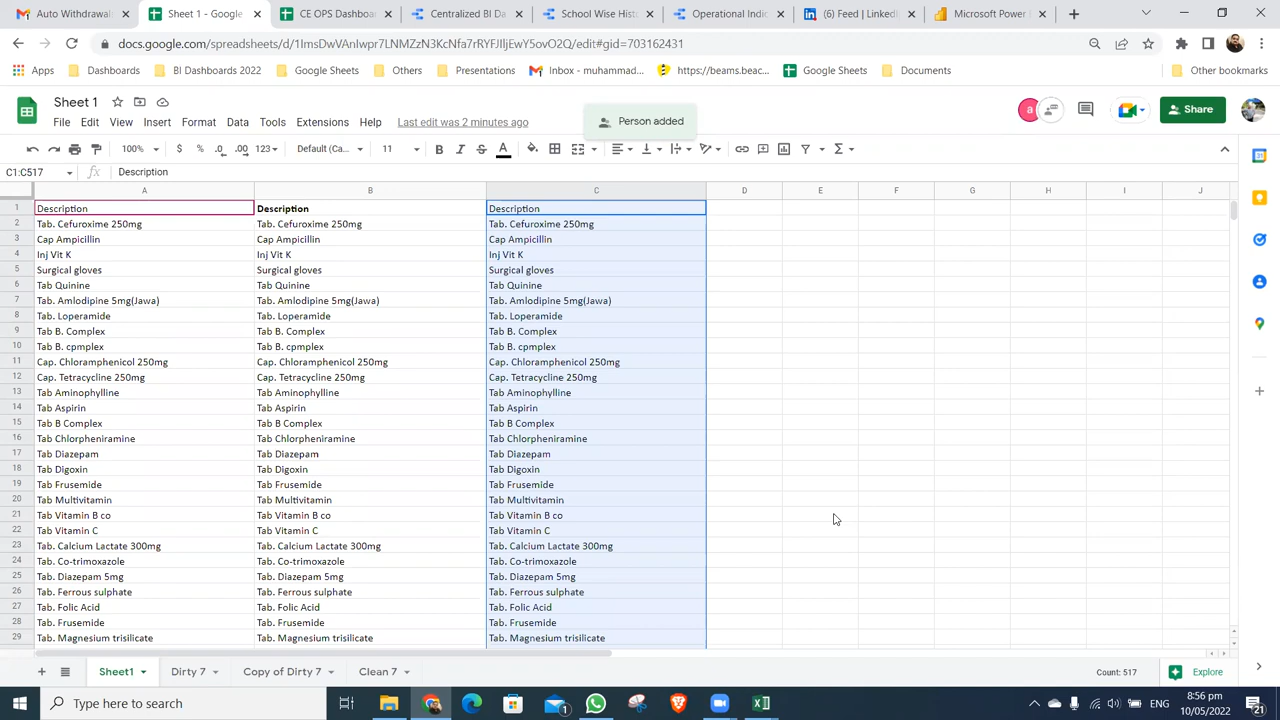 Auto Withdrawal
Sheet 1 - Google
CE OPS Dashboa
Centralized BI Da
School Wise Hist
Operational Indic
(6) Feed | LinkedI
Microsoft Power
Apps
Dashboards
BI Dashboards 2022
Google Sheets
Others
Presentations
Inbox - muhammad...
https://beams.beac...
Google Sheets
Documents
Other bookmarks
Sheet 1
Person added
Share
File Edit View Insert Format Data Tools Extensions Help Last edit was 2 minutes ago
100% $ % .0 .00 123 Default (Ca... 11 B I S A
C1:C517 fx Description
A B C D E F G H I J
1 Description Description Description
2 Tab. Cefuroxime 250mg Tab. Cefuroxime 250mg Tab. Cefuroxime 250mg
3 Cap Ampicillin Cap Ampicillin Cap Ampicillin
4 Inj Vit K Inj Vit K Inj Vit K
5 Surgical gloves Surgical gloves Surgical gloves
6 Tab Quinine Tab Quinine Tab Quinine
7 Tab. Amlodipine 5mg(Jawa) Tab. Amlodipine 5mg(Jawa) Tab. Amlodipine 5mg(Jawa)
8 Tab. Loperamide Tab. Loperamide Tab. Loperamide
9 Tab B. Complex Tab B. Complex Tab B. Complex
10 Tab B. cpmplex Tab B. cpmplex Tab B. cpmplex
11 Cap. Chloramphenicol 250mg Cap. Chloramphenicol 250mg Cap. Chloramphenicol 250mg
12 Cap. Tetracycline 250mg Cap. Tetracycline 250mg Cap. Tetracycline 250mg
13 Tab Aminophylline Tab Aminophylline Tab Aminophylline
14 Tab Aspirin Tab Aspirin Tab Aspirin
15 Tab B Complex Tab B Complex Tab B Complex
16 Tab Chlorpheniramine Tab Chlorpheniramine Tab Chlorpheniramine
17 Tab Diazepam Tab Diazepam Tab Diazepam
18 Tab Digoxin Tab Digoxin Tab Digoxin
19 Tab Frusemide Tab Frusemide Tab Frusemide
20 Tab Multivitamin Tab Multivitamin Tab Multivitamin
21 Tab Vitamin B co Tab Vitamin B co Tab Vitamin B co
22 Tab Vitamin C Tab Vitamin C Tab Vitamin C
23 Tab. Calcium Lactate 300mg Tab. Calcium Lactate 300mg Tab. Calcium Lactate 300mg
24 Tab. Co-trimoxazole Tab. Co-trimoxazole Tab. Co-trimoxazole
25 Tab. Diazepam 5mg Tab. Diazepam 5mg Tab. Diazepam 5mg
26 Tab. Ferrous sulphate Tab. Ferrous sulphate Tab. Ferrous sulphate
27 Tab. Folic Acid Tab. Folic Acid Tab. Folic Acid
28 Tab. Frusemide Tab. Frusemide Tab. Frusemide
29 Tab. Magnesium trisilicate Tab. Magnesium trisilicate Tab. Magnesium trisilicate
Sheet1 Dirty 7 Copy of Dirty 7 Clean 7 Count: 517 Explore
Type here to search
8:56 pm
10/05/2022
21